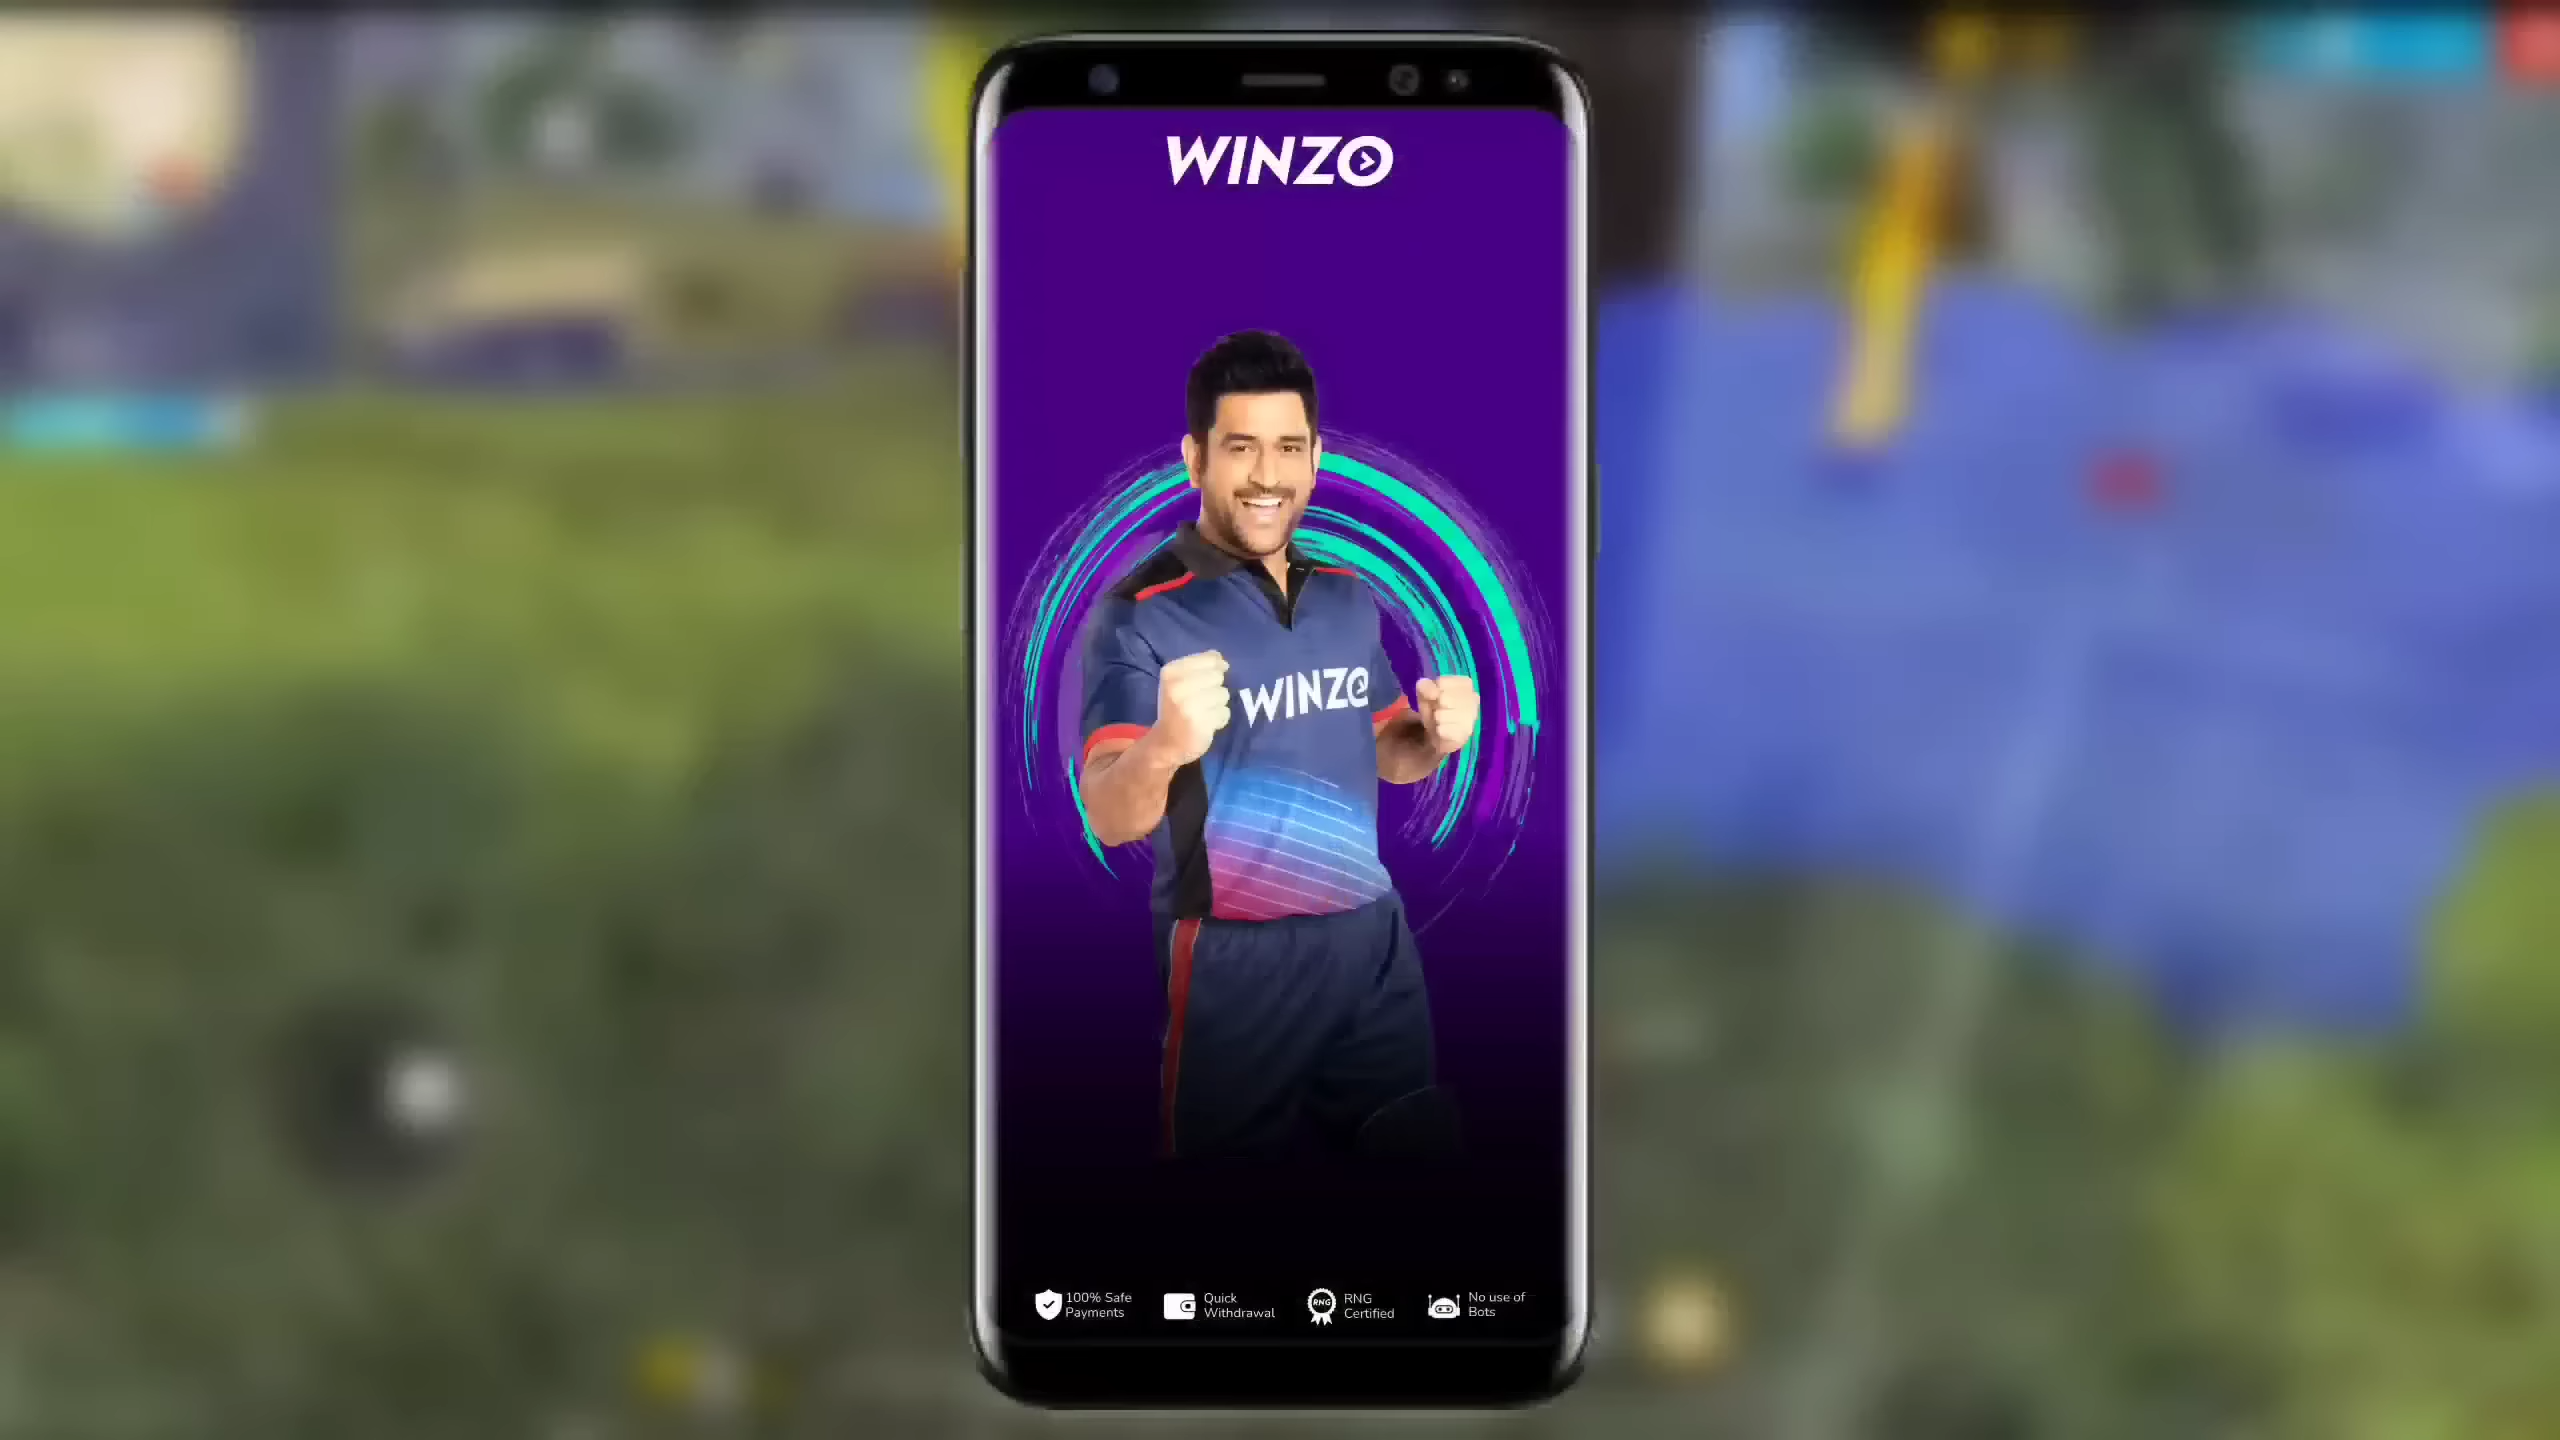 WINZO
WINZO
100% Safe
Payments
Quick
Withdrawal
RNG
RNG
Certified
No use of
Bots